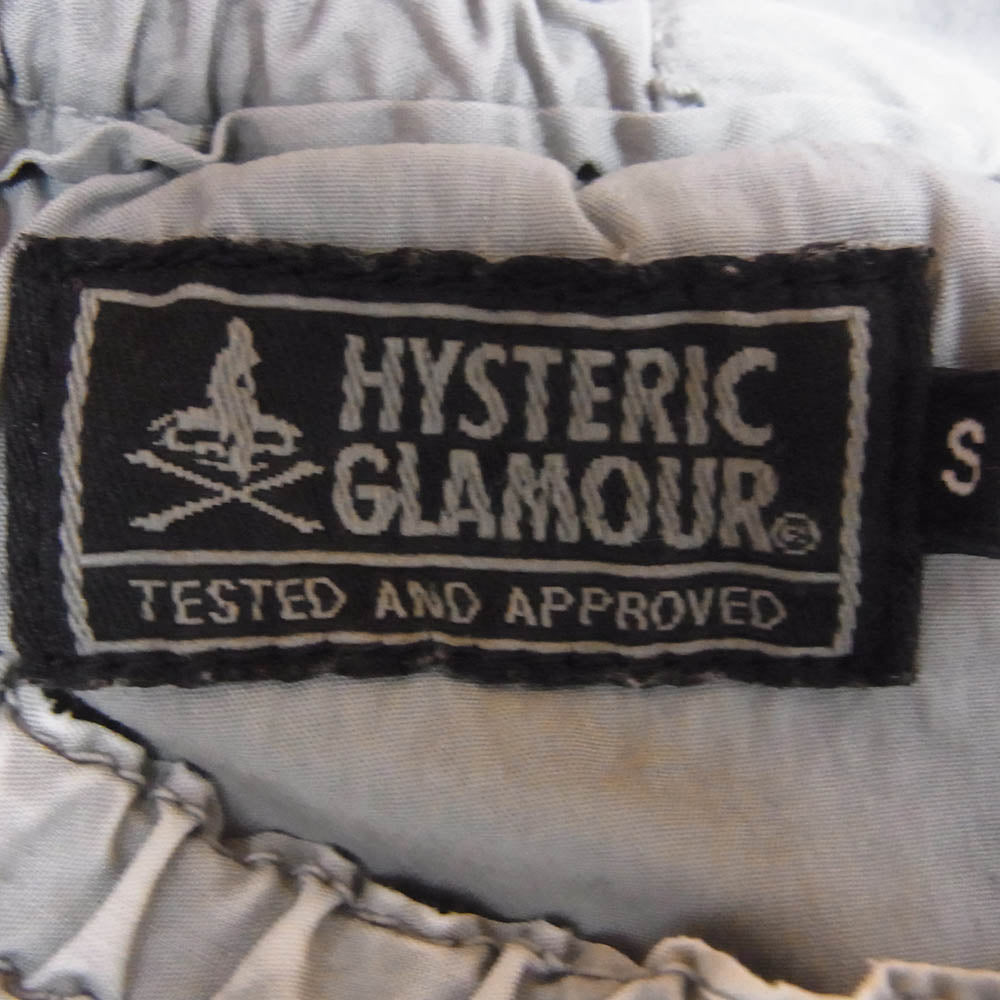 HYSTERIC
GLAMOUR®
TESTED AND APPROVED
S